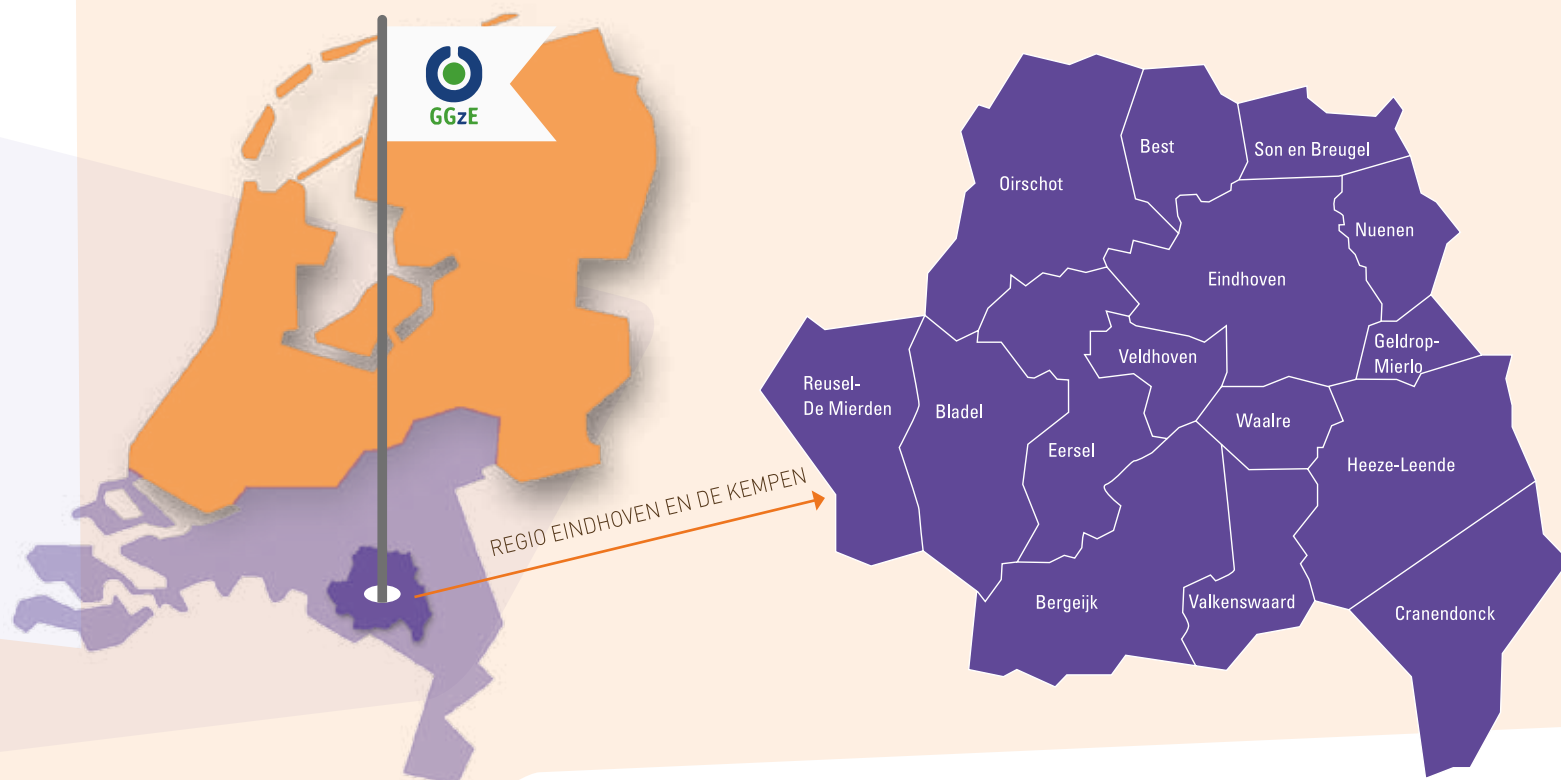 GGzE
REGIO EINDHOVEN EN DE KEMPEN
Oirschot
Best
Son en Breugel
Nuenen
Eindhoven
Geldrop-
Mierlo
Veldhoven
Reusel-
De Mierden
Bladel
Eersel
Waalre
Heeze-Leende
Bergeijk
Valkenswaard
Cranendonck